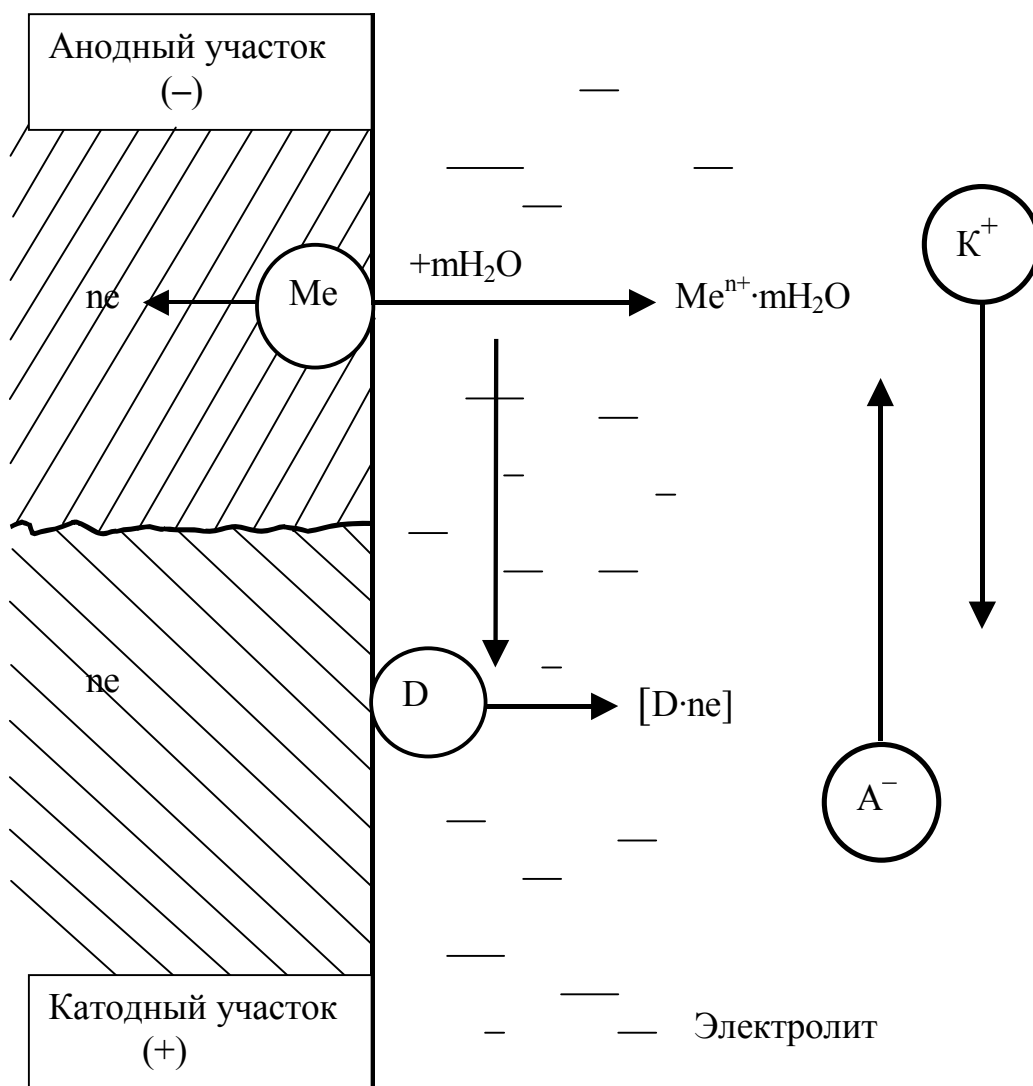 Анодный участок
(–)
K⁺
+mH₂O
ne
Me
Meⁿ⁺·mH₂O
ne
D
[D·ne]
A⁻
Катодный участок
(+)
Электролит